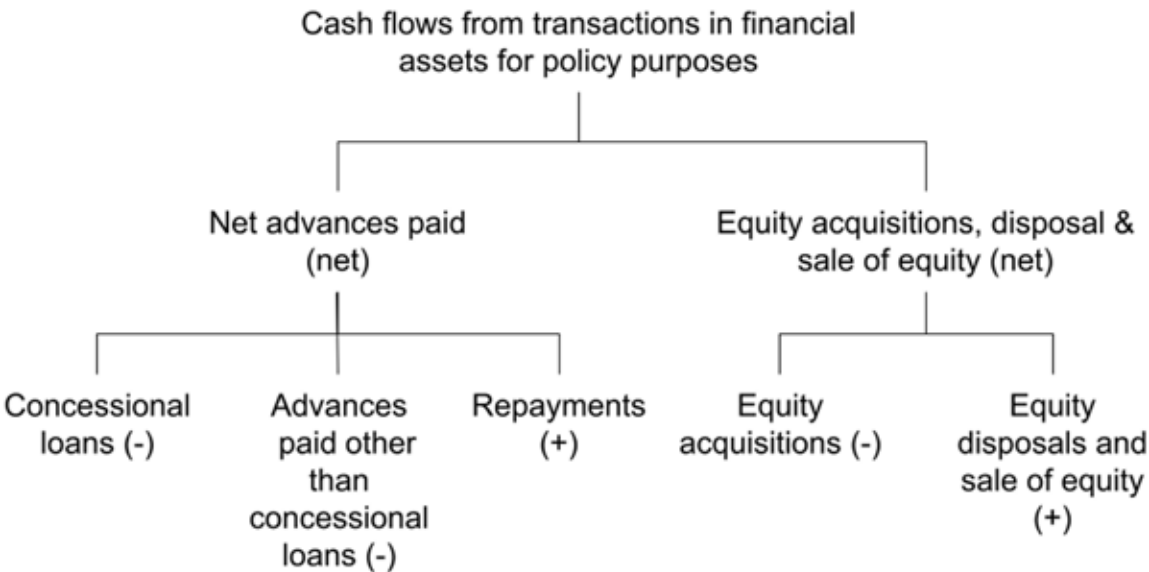 Cash flows from transactions in financial
assets for policy purposes
Net advances paid
(net)
Equity acquisitions, disposal &
sale of equity (net)
Concessional
loans (-)
Advances
paid other
than
concessional
loans (-)
Repayments
(+)
Equity
acquisitions (-)
Equity
disposals and
sale of equity
(+)